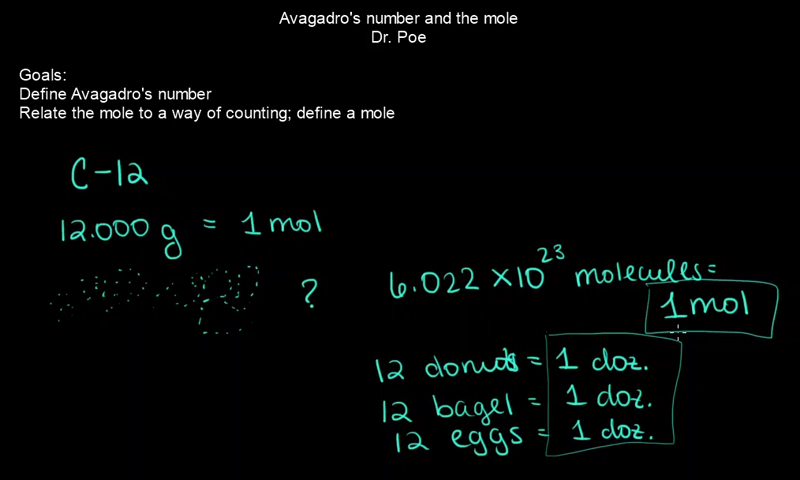 Avagadro's number and the mole
Dr. Poe
Goals:
Define Avagadro's number
Relate the mole to a way of counting; define a mole
C-12
12.000 g = 1 mol
?
6.022 ×10²³ molecules =
1 mol
12 donuts = 1 doz.
12 bagel = 1 doz.
12 eggs = 1 doz.